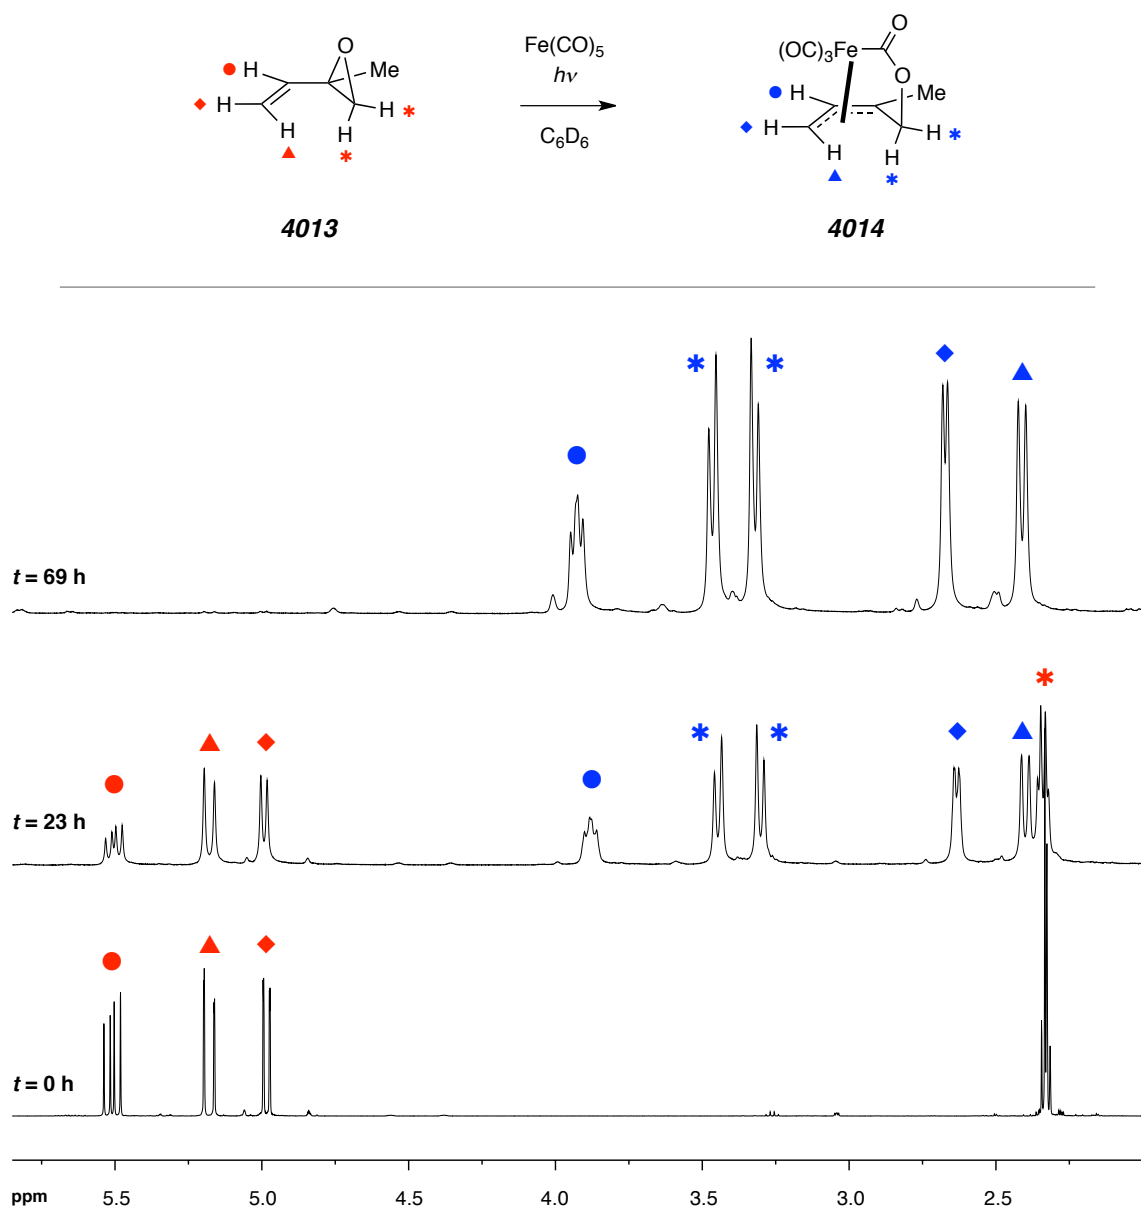 O
H
Me
H
H
H
H
4013
Fe(CO)5
hν
C6D6
(OC)3Fe
O
O
H
Me
H
H
H
H
4014
t = 69 h
t = 23 h
t = 0 h
ppm 5.5 5.0 4.5 4.0 3.5 3.0 2.5